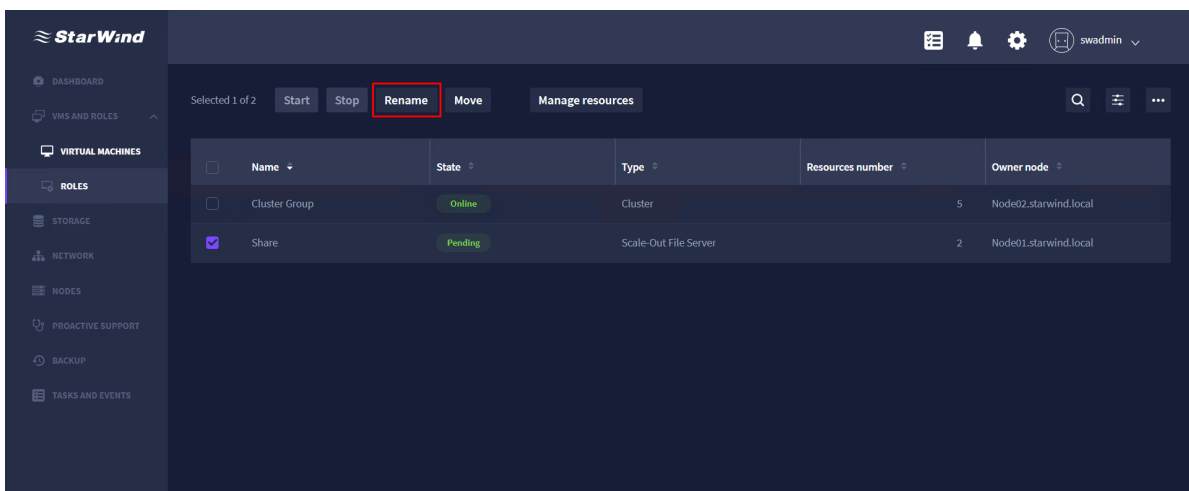 StarWind
swadmin
DASHBOARD
VMS AND ROLES
VIRTUAL MACHINES
ROLES
STORAGE
NETWORK
NODES
PROACTIVE SUPPORT
BACKUP
TASKS AND EVENTS
Selected 1 of 2 Start Stop Rename Move Manage resources
Name State Type Resources number Owner node
Cluster Group Online Cluster 5 Node02.starwind.local
Share Pending Scale-Out File Server 2 Node01.starwind.local